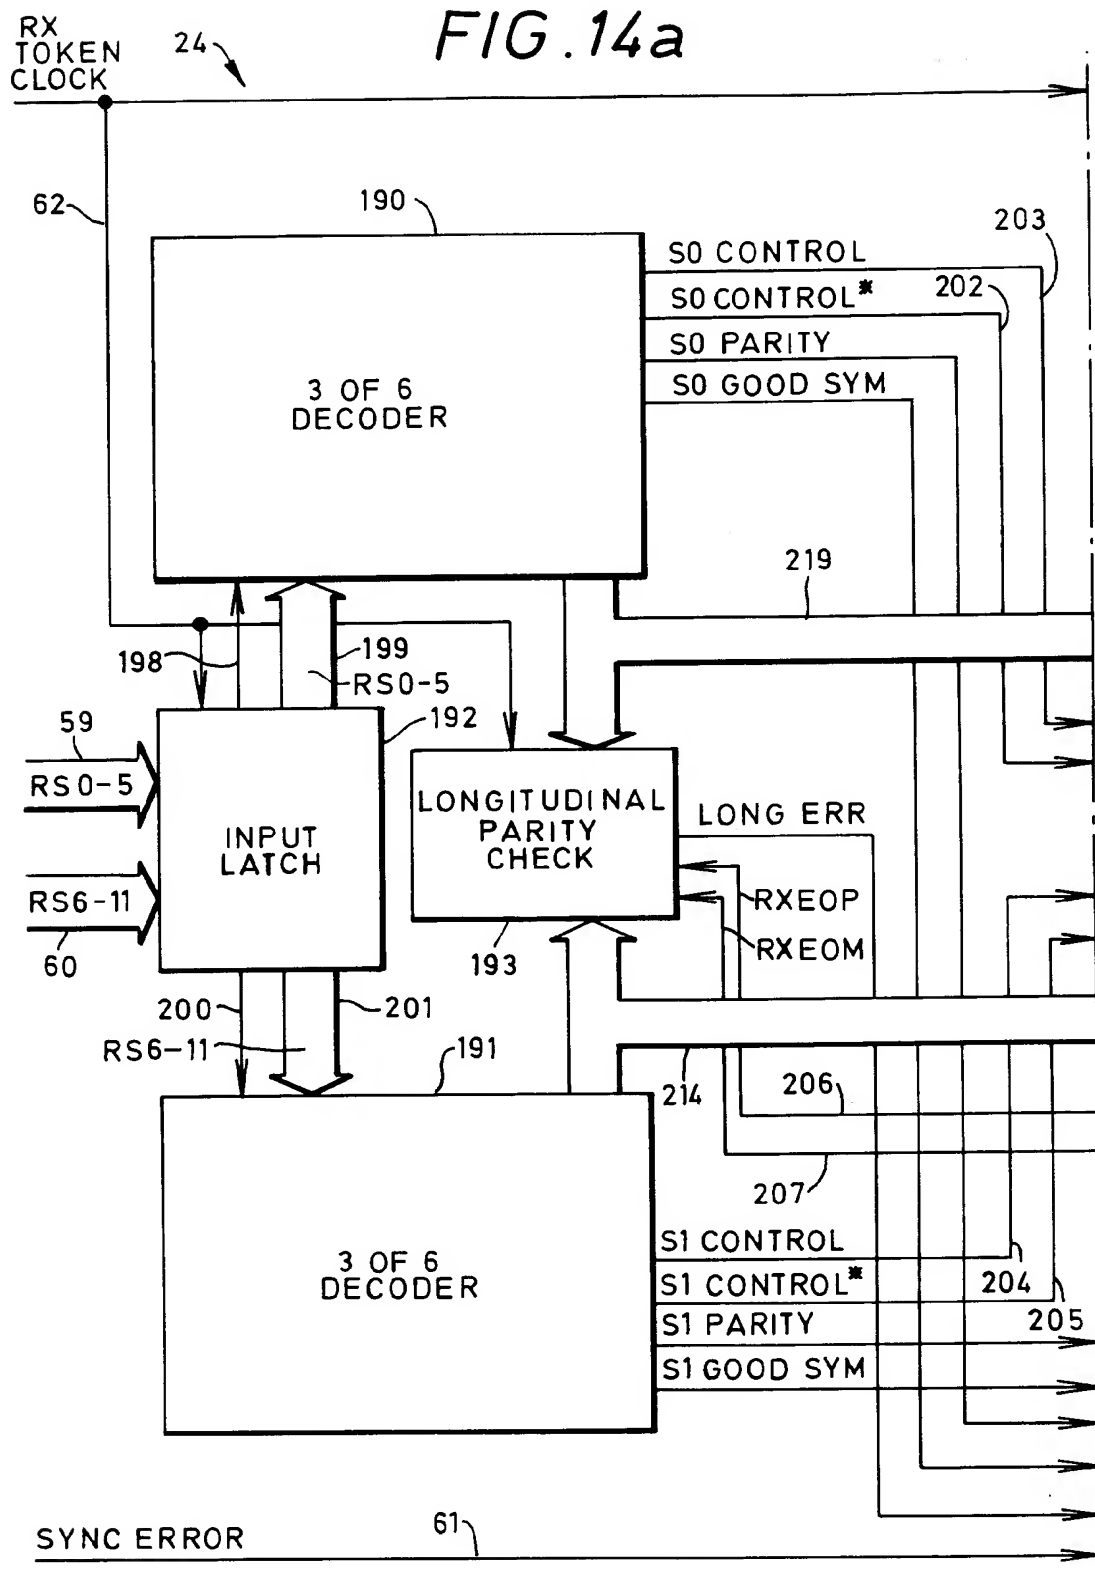 FIG.14a
RX
TOKEN
CLOCK
24
62
190
203
S0 CONTROL
202
S0 CONTROL*
S0 PARITY
S0 GOOD SYM
3 OF 6
DECODER
219
198
199
RS0-5
192
59
RS0-5
LONGITUDINAL
PARITY
CHECK
LONG ERR
INPUT
LATCH
RS6-11
RXEOP
RXEOM
60
193
200
201
RS6-11
191
214
206
207
S1 CONTROL
3 OF 6
DECODER
S1 CONTROL*
204
S1 PARITY
205
S1 GOOD SYM
SYNC ERROR
61